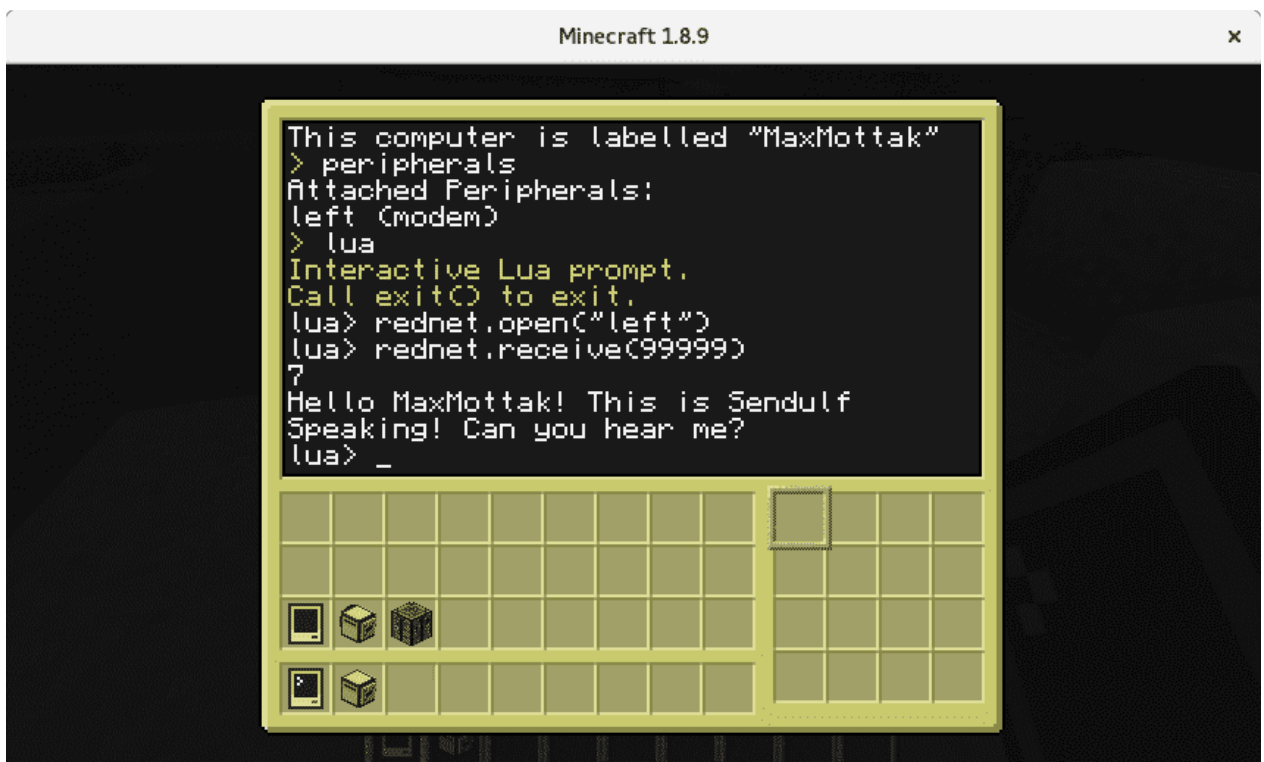 Minecraft 1.8.9
This computer is labelled "MaxMottak"
> peripherals
Attached Peripherals:
left (modem)
> lua
Interactive Lua prompt.
Call exit() to exit.
lua> rednet.open("left")
lua> rednet.receive(99999)
7
Hello MaxMottak! This is Sendulf
Speaking! Can you hear me?
lua> _